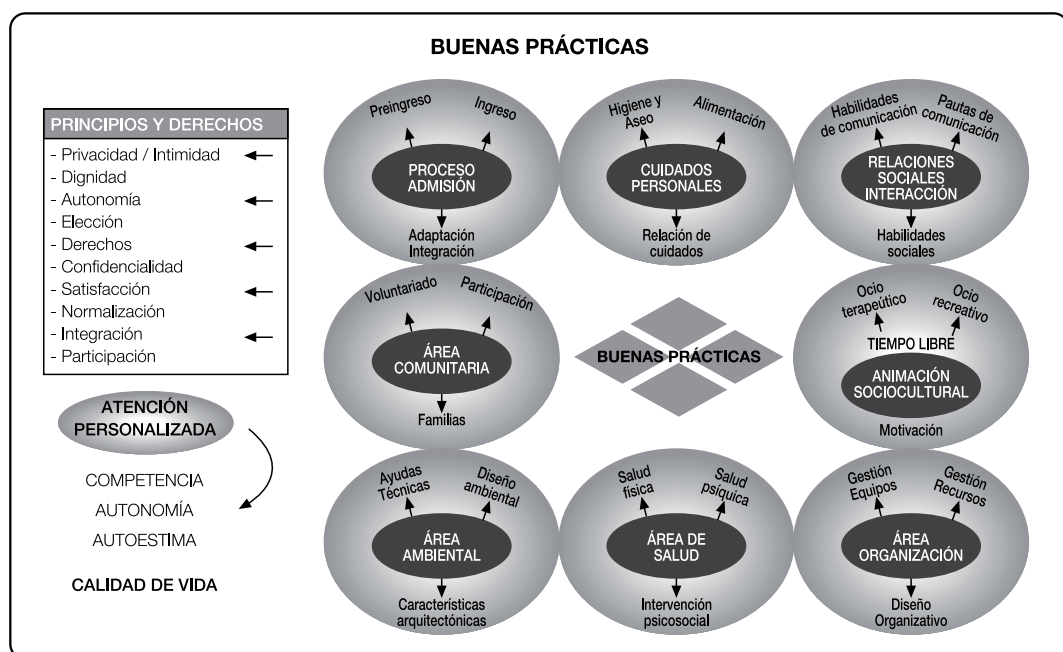 BUENAS PRÁCTICAS
PRINCIPIOS Y DERECHOS
- Privacidad / Intimidad
- Dignidad
- Autonomía
- Elección
- Derechos
- Confidencialidad
- Satisfacción
- Normalización
- Integración
- Participación
ATENCIÓN
PERSONALIZADA
COMPETENCIA
AUTONOMÍA
AUTOESTIMA
CALIDAD DE VIDA
Preingreso
Ingreso
PROCESO
ADMISIÓN
Adaptación
Integración
Higiene y
Aseo
Alimentación
CUIDADOS
PERSONALES
Relación de
cuidados
Habilidades
de comunicación
Pautas de
comunicación
RELACIONES
SOCIALES
INTERACCIÓN
Habilidades
sociales
Voluntariado
Participación
ÁREA
COMUNITARIA
Famílias
BUENAS PRÁCTICAS
Ocio
terapeútico
Ocio
recreativo
TIEMPO LIBRE
ANIMACIÓN
SOCIOCULTURAL
Motivación
Ayudas
Técnicas
Diseño
ambiental
ÁREA
AMBIENTAL
Características
arquitectónicas
Salud
física
Salud
psíquica
ÁREA DE
SALUD
Intervención
psicosocial
Gestión
Equipos
Gestión
Recursos
ÁREA
ORGANIZACIÓN
Diseño
Organizativo